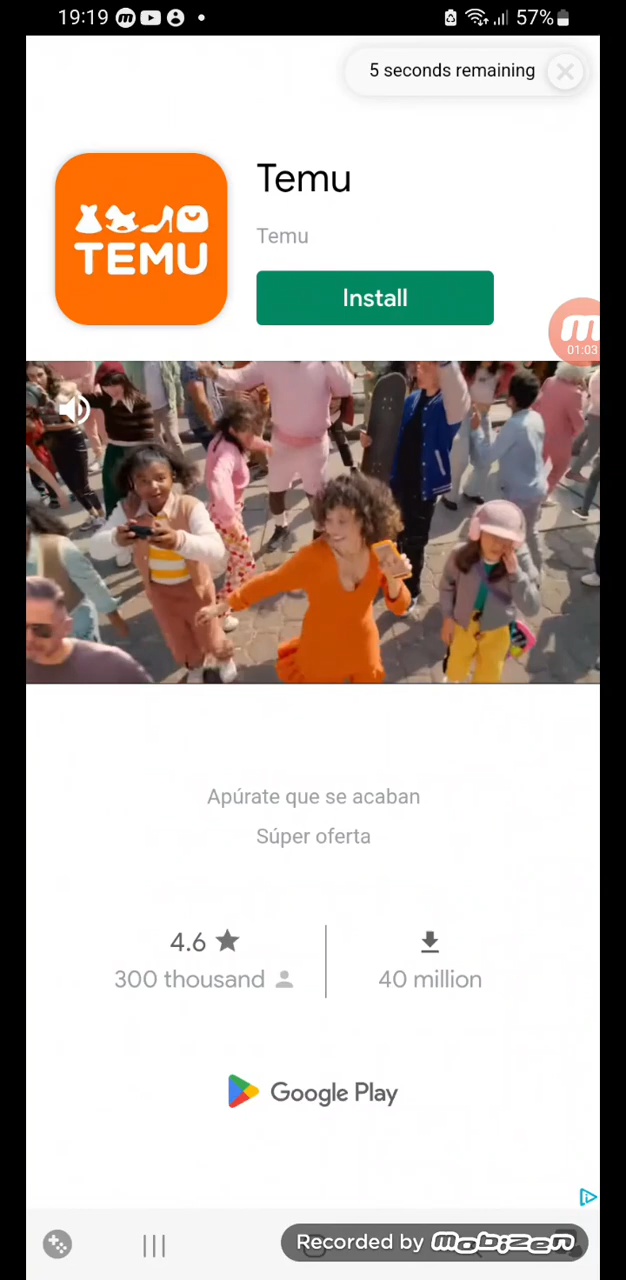 19:19
57%
5 seconds remaining
TEMU
Temu
Temu
Install
01:03
Apúrate que se acaban
Súper oferta
4.6
300 thousand
40 million
Google Play
Recorded by mobizen